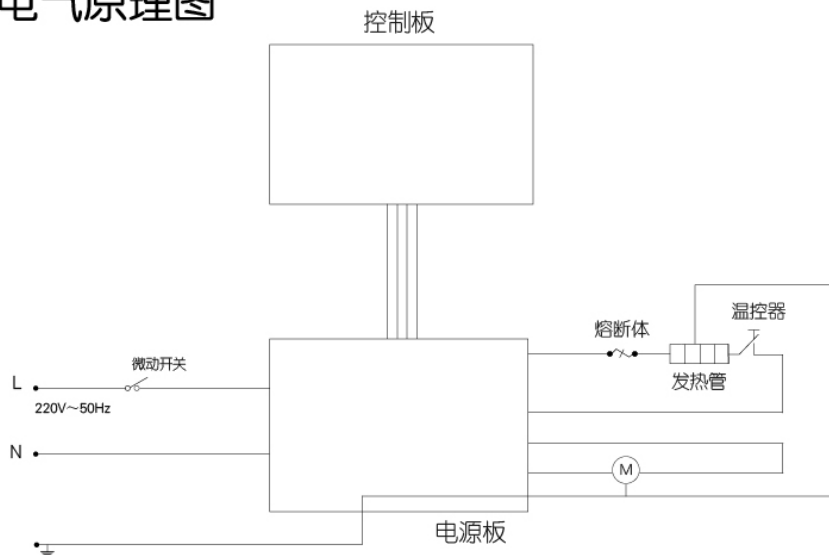 电气原理图
控制板
温控器
熔断体
微动开关
发热管
L
220V～50Hz
N
M
电源板